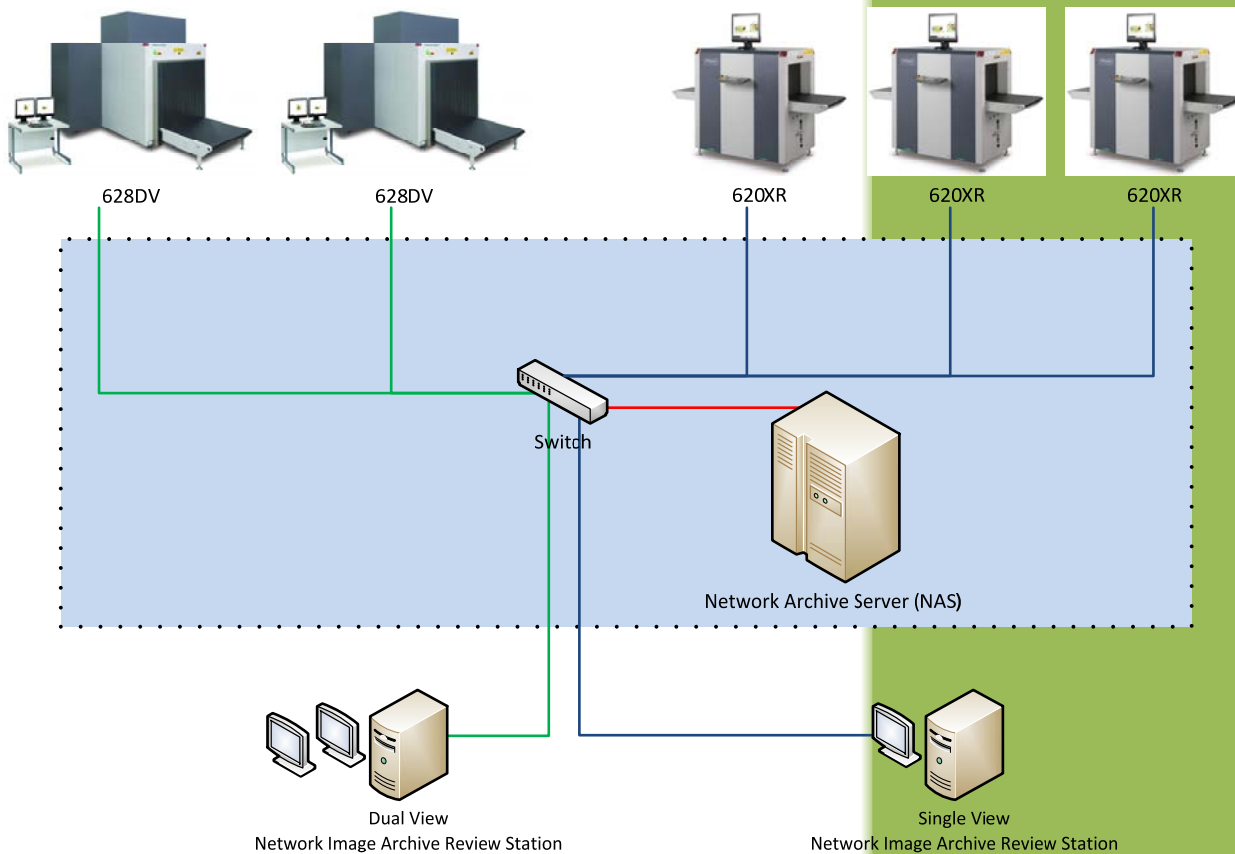 628DV
628DV
620XR
620XR
620XR
Switch
Network Archive Server (NAS)
Dual View
Network Image Archive Review Station
Single View
Network Image Archive Review Station